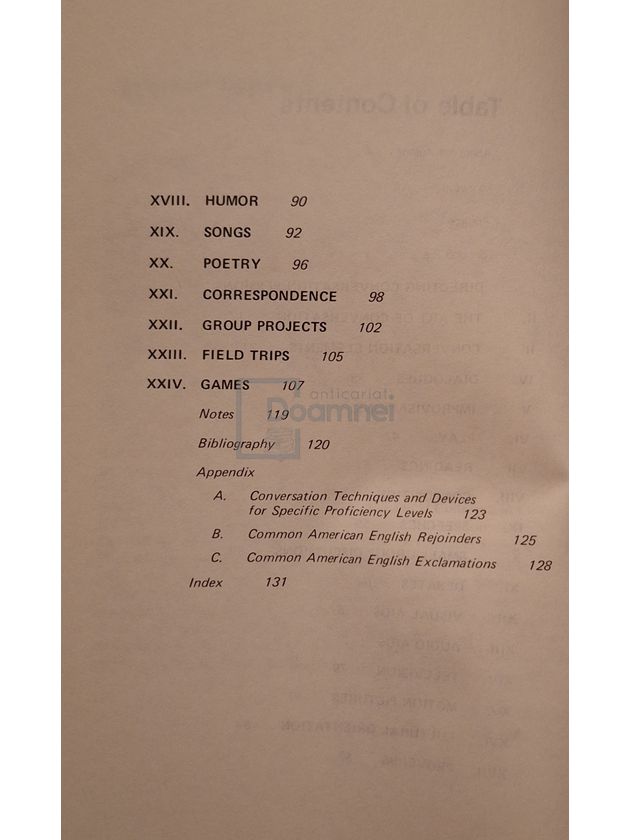 XVIII. HUMOR 90
XIX. SONGS 92
XX. POETRY 96
XXI. CORRESPONDENCE 98
XXII. GROUP PROJECTS 102
XXIII. FIELD TRIPS 105
XXIV. GAMES 107
anticariat
Doamnei
Notes 119
Bibliography 120
Appendix
A. Conversation Techniques and Devices
for Specific Proficiency Levels 123
B. Common American English Rejoinders 125
C. Common American English Exclamations 128
Index 131